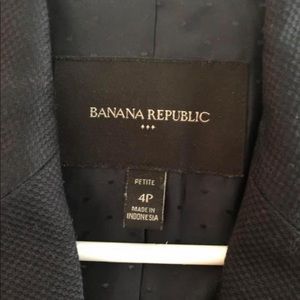 BANANA REPUBLIC
PETITE
4P
MADE IN
INDONESIA